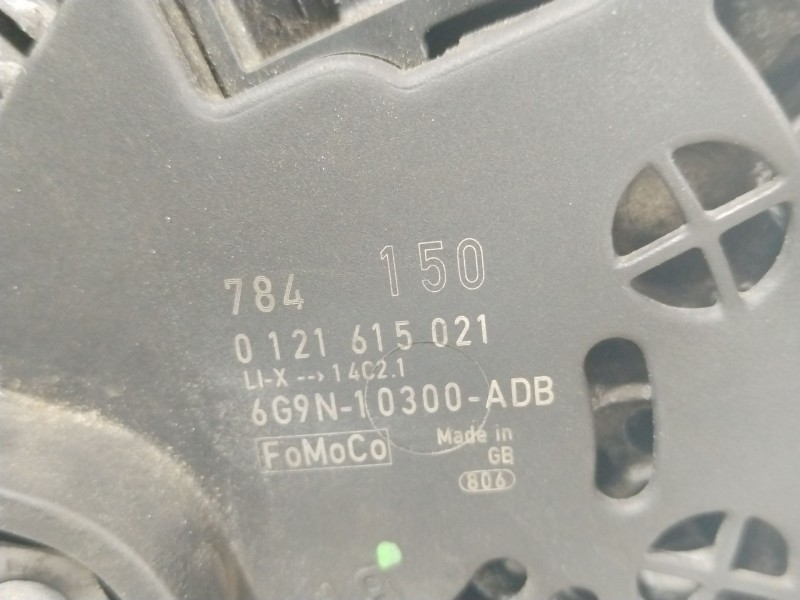 784 150
0 121 615 021
LI-X --> 14C2.1
6G9N-10300-ADB
FoMoCo
Made in
GB
806